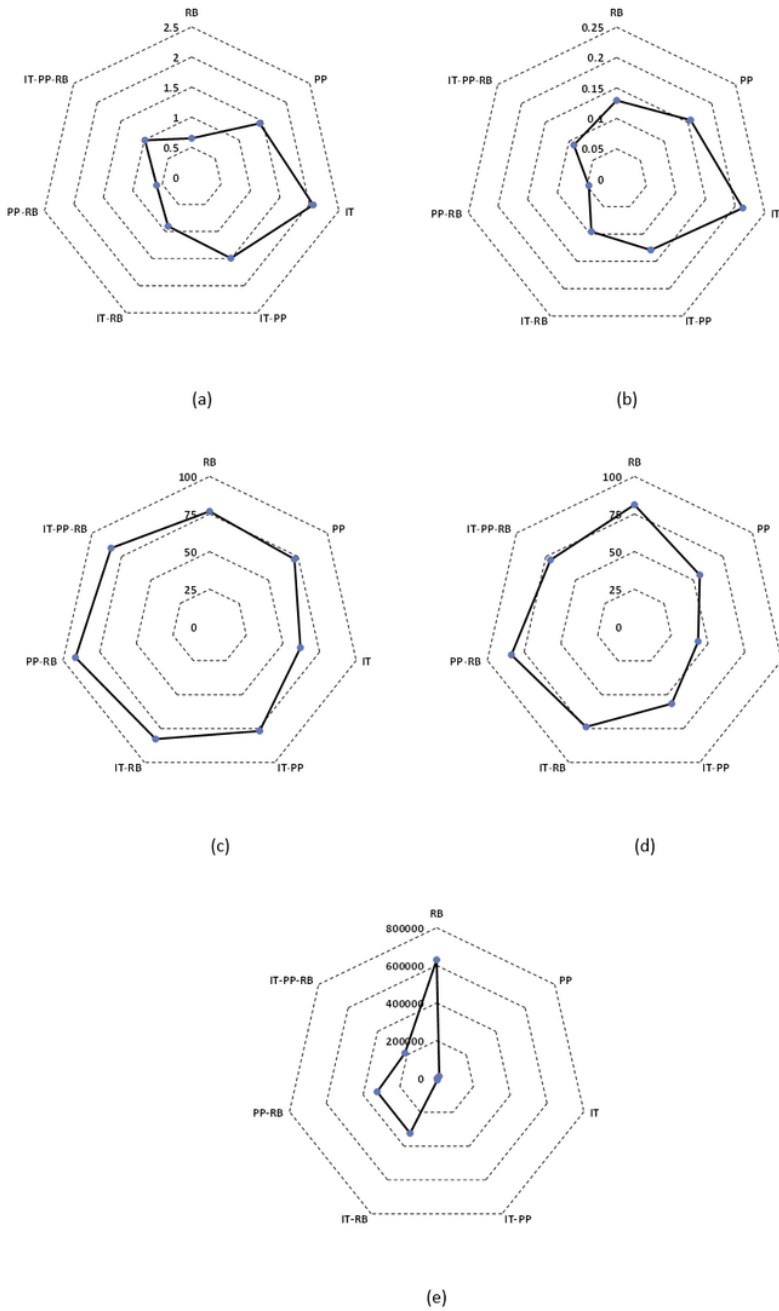 RB
2.5
2
IT-PP-RB
PP
1.5
1
0.5
0
PP-RB
IT
IT-RB
IT-PP
(a)
RB
0.25
0.2
IT-PP-RB
PP
0.15
0.1
0.05
0
PP-RB
IT
IT-RB
IT-PP
(b)
RB
100
IT-PP-RB
PP
75
50
25
0
PP-RB
IT
IT-RB
IT-PP
(c)
RB
100
IT-PP-RB
PP
75
50
25
0
PP-RB
IT-RB
IT-PP
(d)
RB
800000
IT-PP-RB
PP
600000
400000
200000
0
PP-RB
IT
IT-RB
IT-PP
(e)